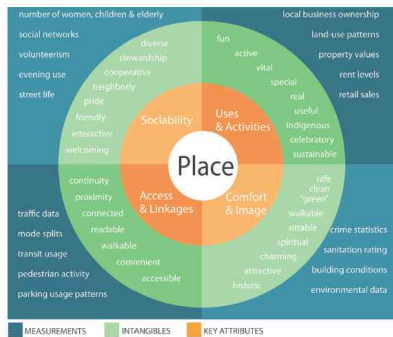 number of women, children & elderly
social networks
volunteerism
evening use
street life
local business ownership
land-use patterns
property values
rent levels
retail sales
diverse
stewardship
cooperative
neighborly
pride
friendly
interactive
welcoming
fun
active
vital
special
real
useful
indigenous
celebratory
sustainable
Sociability
Uses
& Activities
Place
Access
& Linkages
Comfort
& Image
continuity
proximity
connected
readable
walkable
convenient
accessible
safe
clean
"green"
walkable
sittable
spiritual
charming
attractive
historic
traffic data
mode splits
transit usage
pedestrian activity
parking usage patterns
crime statistics
sanitation rating
building conditions
environmental data
MEASUREMENTS
INTANGIBLES
KEY ATTRIBUTES